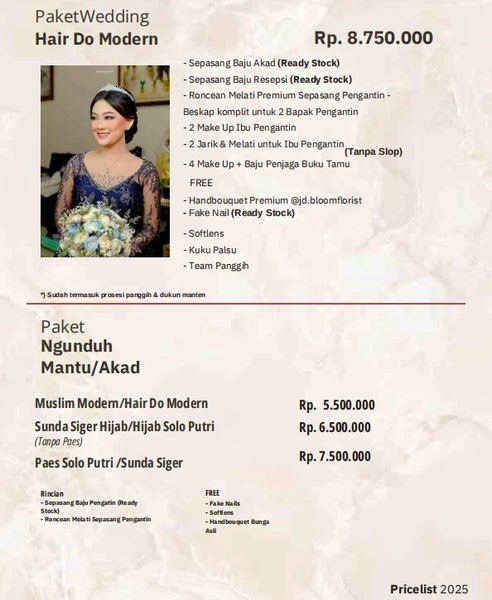 PaketWedding
Hair Do Modern
Rp. 8.750.000
- Sepasang Baju Akad (Ready Stock)
- Sepasang Baju Resepsi (Ready Stock)
- Roncean Melati Premium Sepasang Pengantin -
Beskap komplit untuk 2 Bapak Pengantin
- 2 Make Up Ibu Pengantin
- 2 Jarik & Melati untuk Ibu Pengantin (Tanpa Slop)
- 4 Make Up + Baju Penjaga Buku Tamu
FREE
- Handbouquet Premium @jd.bloomflorist
- Fake Nail (Ready Stock)
- Softlens
- Kuku Palsu
- Team Panggih
*) Sudah termasuk prosesi panggih & dukun manten
Paket
Ngunduh
Mantu/Akad
Muslim Modern/Hair Do Modern Rp. 5.500.000
Sunda Siger Hijab/Hijab Solo Putri Rp. 6.500.000
(Tanpa Paes)
Paes Solo Putri /Sunda Siger Rp. 7.500.000
Rincian
- Sepasang Baju Pengatin (Ready
Stock)
- Roncean Melati Sepasang Pengantin
FREE
- Fake Nails
- Softlens
- Handbouquet Bunga
Asli
Pricelist 2025